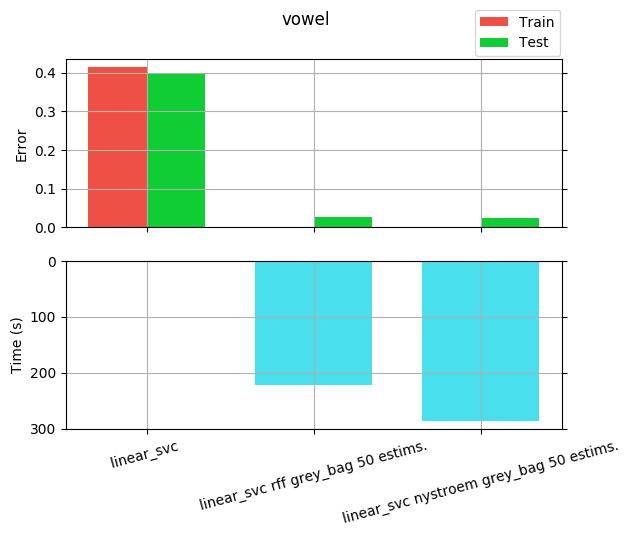 vowel
Train
Test
0.4
0.3
0.2
0.1
0.0
Error
0
100
200
300
Time (s)
linear_svc
linear_svc rff grey_bag 50 estims.
linear_svc nystroem grey_bag 50 estims.